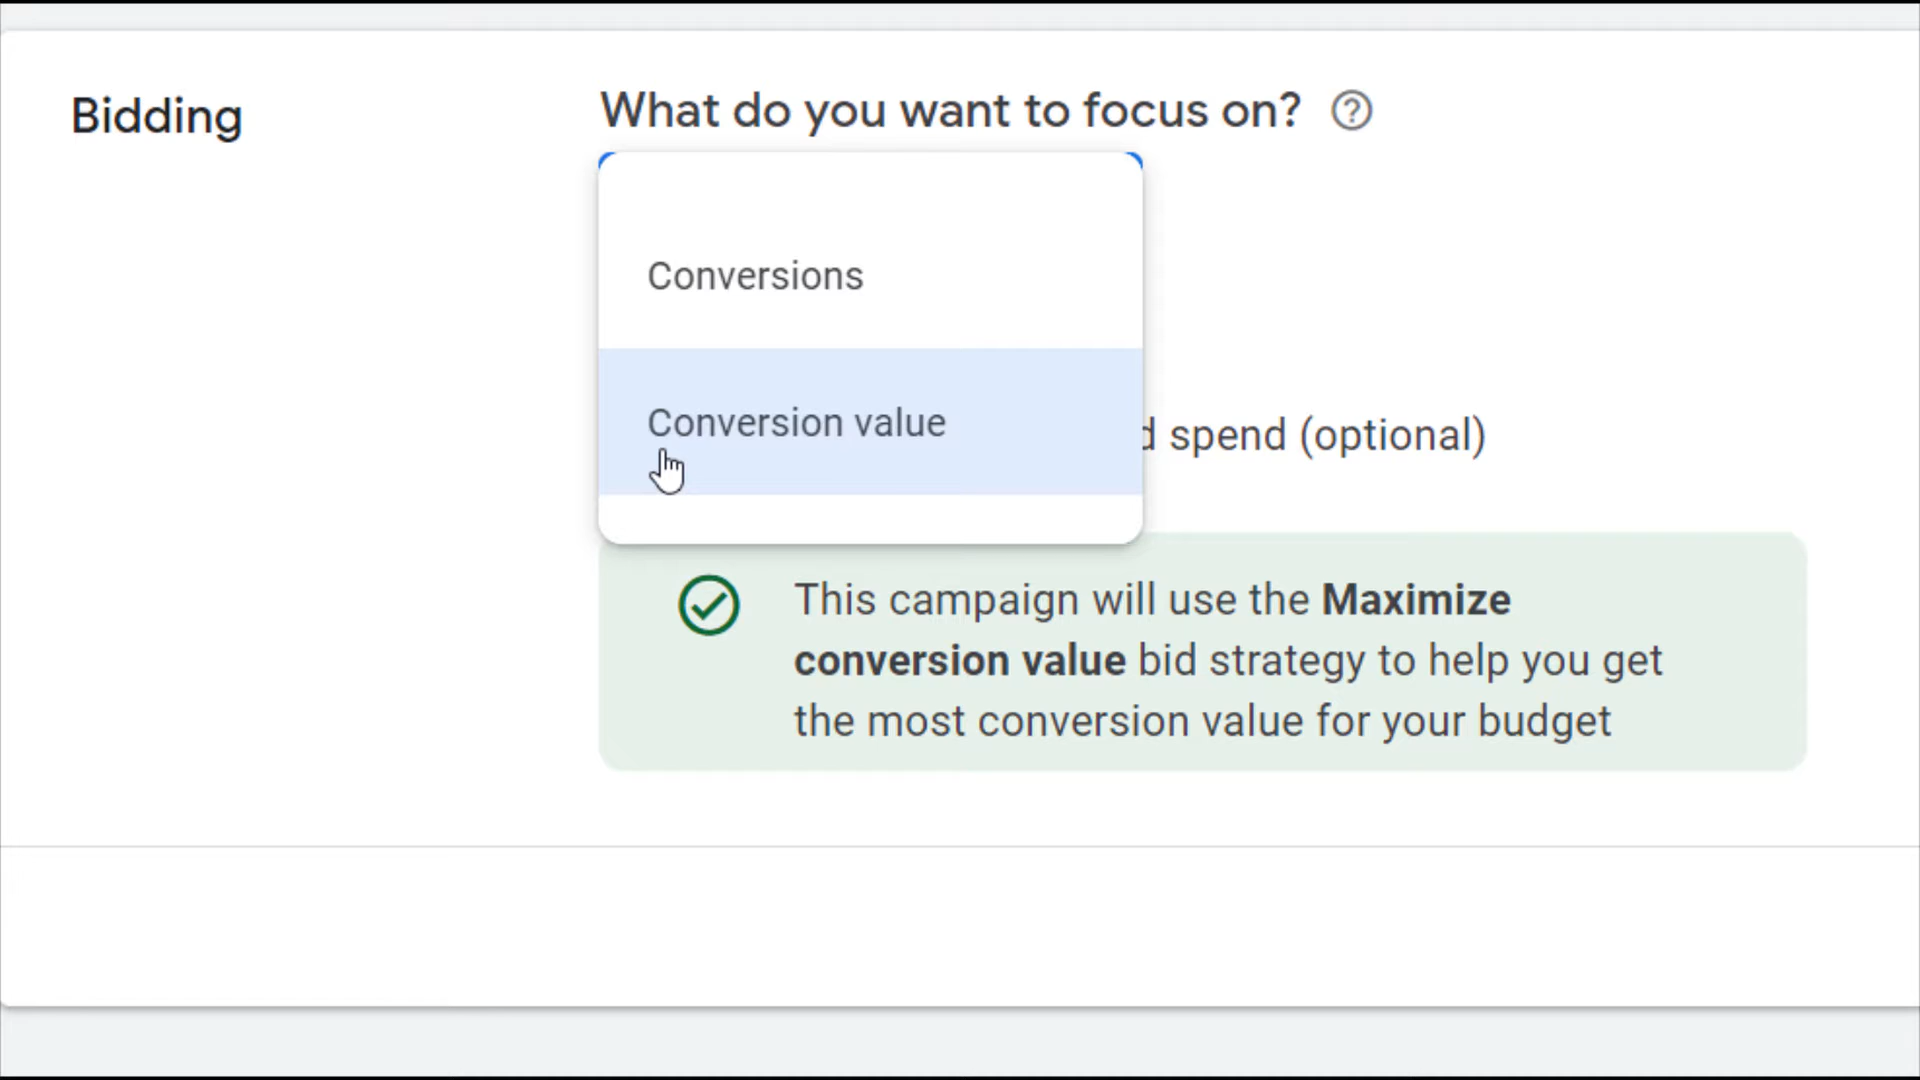 Bidding
What do you want to focus on?
Conversions
Conversion value
spend (optional)
This campaign will use the Maximize
conversion value bid strategy to help you get
the most conversion value for your budget